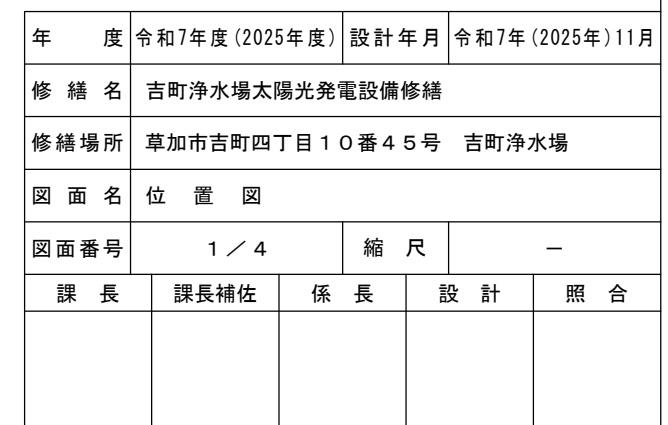 年　度 令和7年度(2025年度) 設計年月 令和7年(2025年)11月
修繕名 吉町浄水場太陽光発電設備修繕
修繕場所 草加市吉町四丁目１０番４５号　吉町浄水場
図面名 位　置　図
図面番号 １／４ 縮　尺 －
課　長 課長補佐 係　長 設　計 照　合